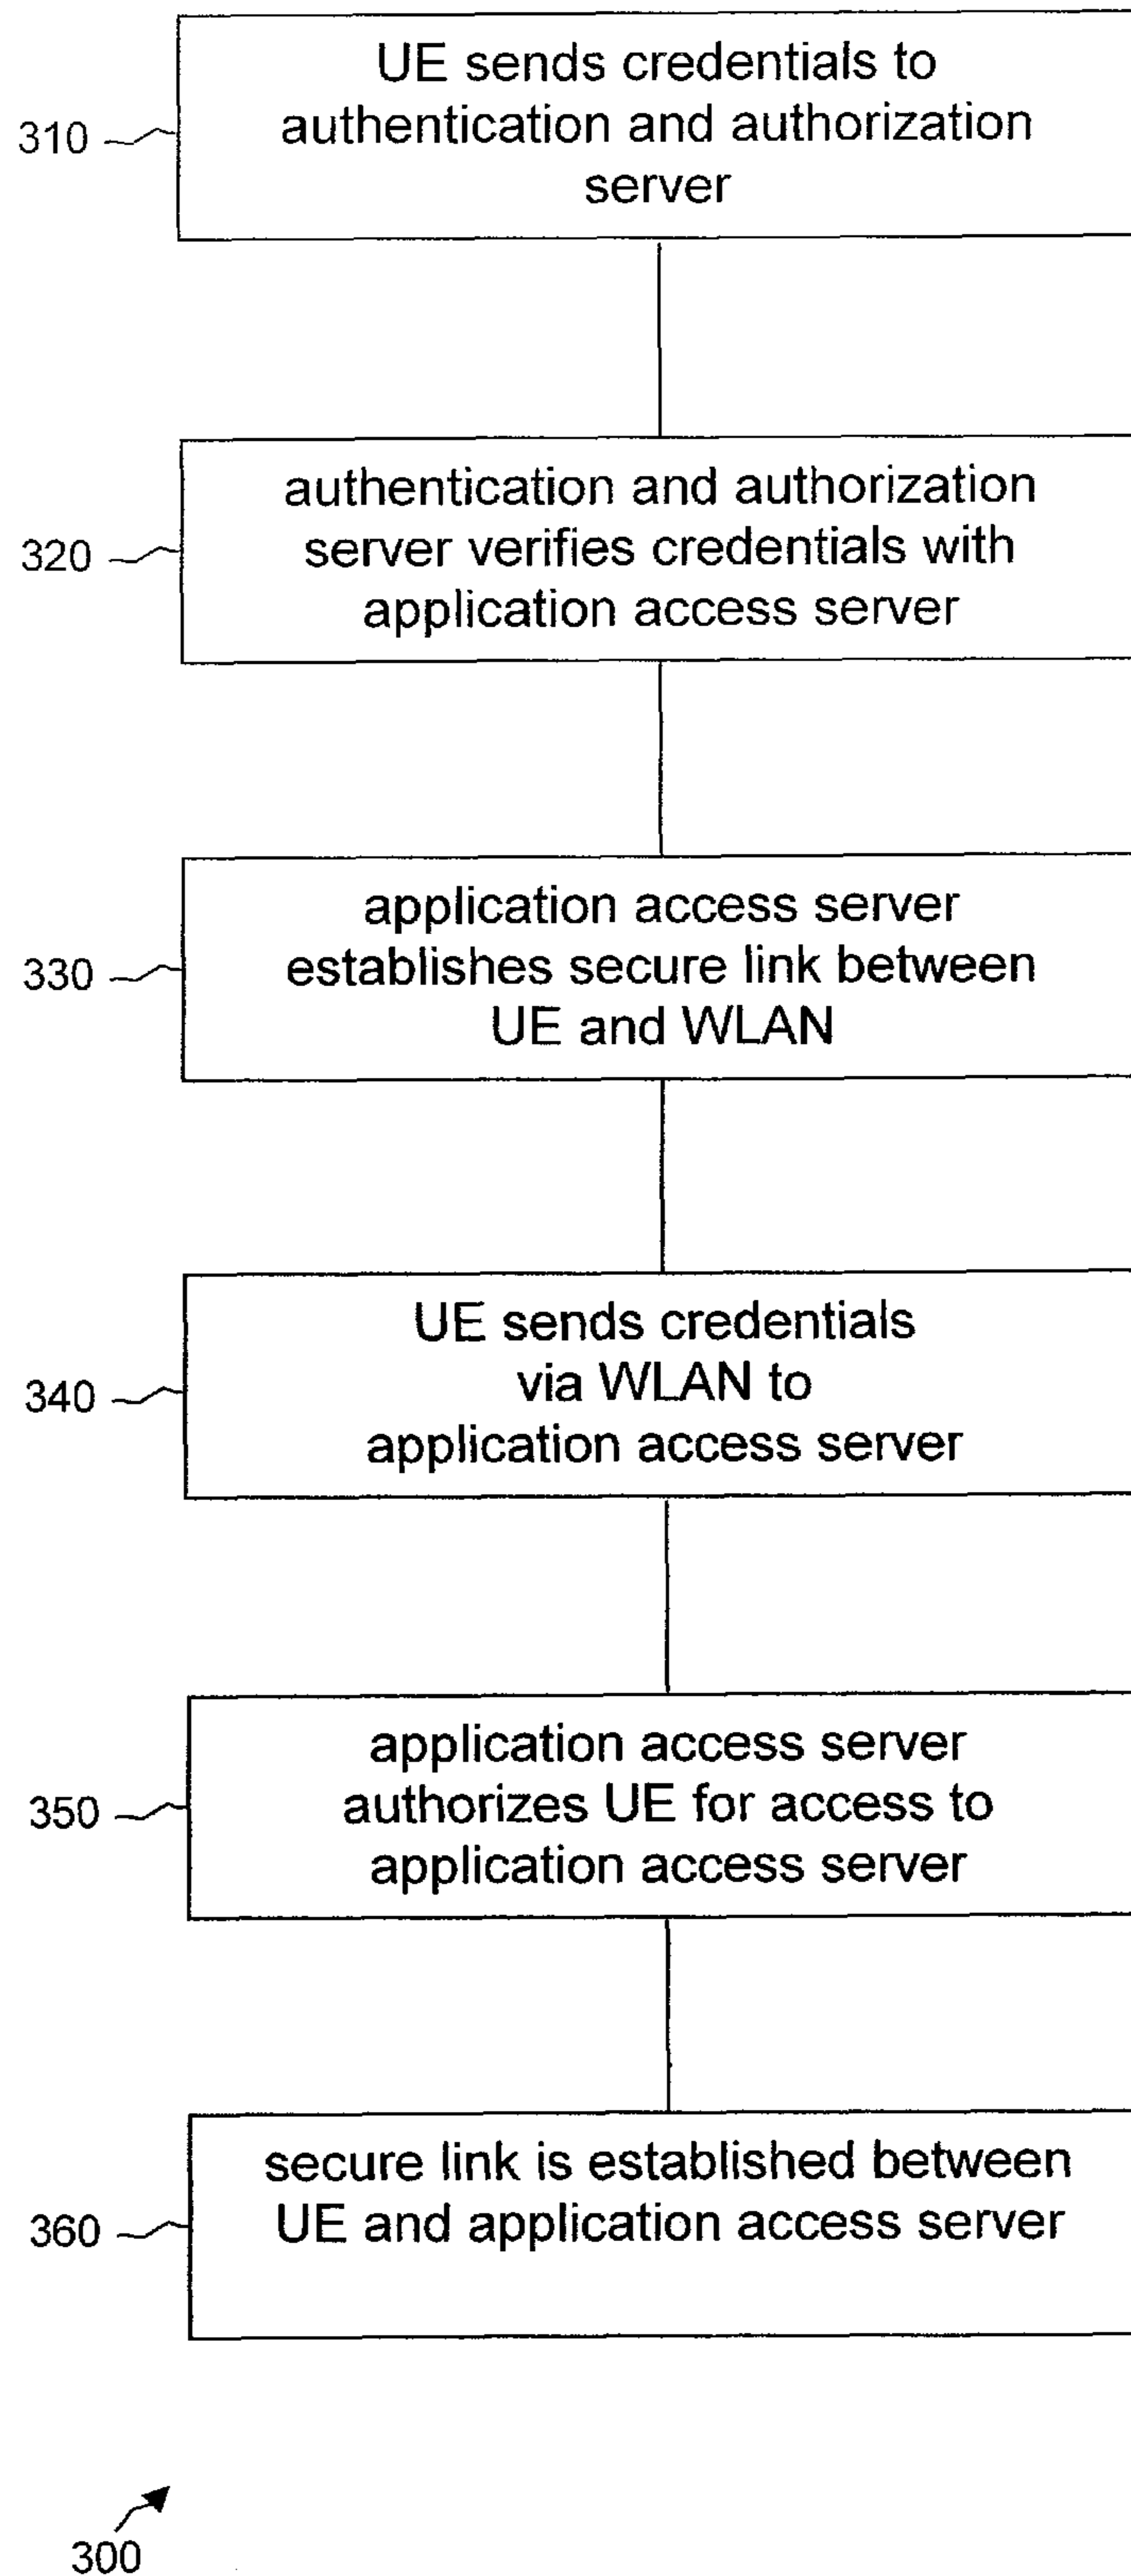 UE sends credentials to
authentication and authorization
server
310
authentication and authorization
server verifies credentials with
application access server
320
application access server
establishes secure link between
UE and WLAN
330
UE sends credentials
via WLAN to
application access server
340
application access server
authorizes UE for access to
application access server
350
secure link is established between
UE and application access server
360
300